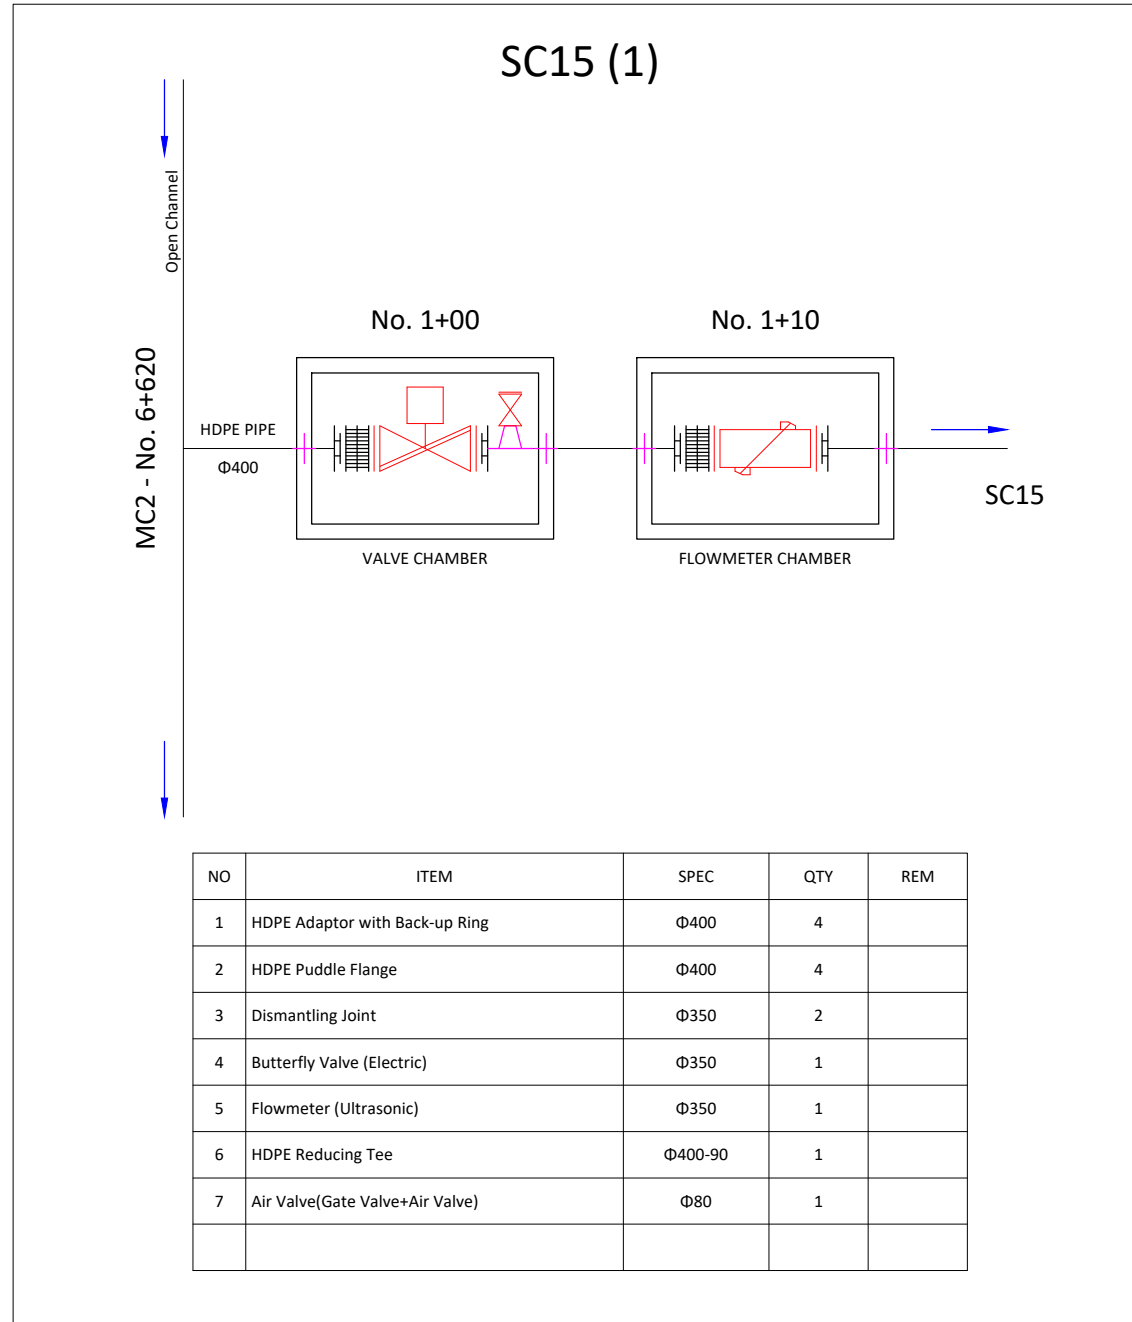 SC15 (1)
Open Channel
No. 1+00
No. 1+10
MC2 - No. 6+620
HDPE PIPE
Φ400
SC15
VALVE CHAMBER
FLOWMETER CHAMBER
NO ITEM SPEC QTY REM
1 HDPE Adaptor with Back-up Ring Φ400 4
2 HDPE Puddle Flange Φ400 4
3 Dismantling Joint Φ350 2
4 Butterfly Valve (Electric) Φ350 1
5 Flowmeter (Ultrasonic) Φ350 1
6 HDPE Reducing Tee Φ400-90 1
7 Air Valve(Gate Valve+Air Valve) Φ80 1